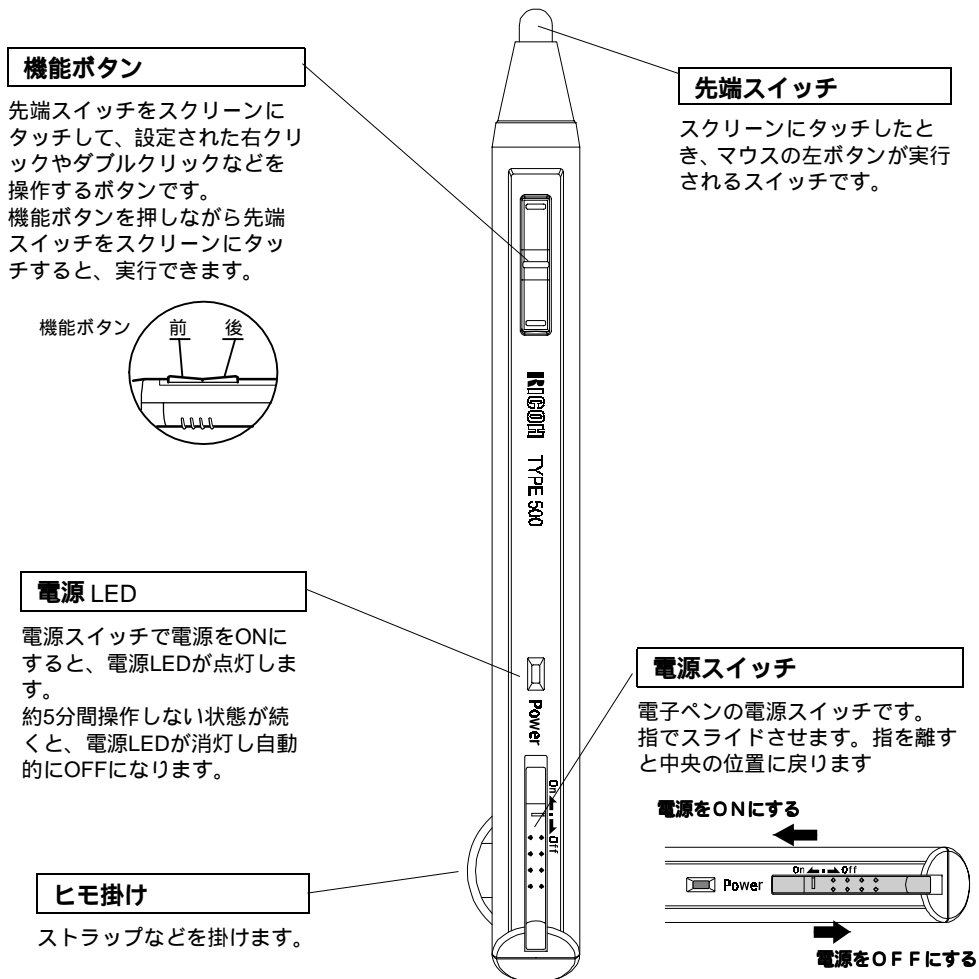 機能ボタン
先端スイッチをスクリーンに
タッチして、設定された右クリ
ックやダブルクリックなどを
操作するボタンです。
機能ボタンを押しながら先端
スイッチをスクリーンにタッ
チすると、実行できます。
機能ボタン
前 後
先端スイッチ
スクリーンにタッチしたと
き、マウスの左ボタンが実行
されるスイッチです。
RICOH TYPE 500
電源 LED
電源スイッチで電源をONに
すると、電源LEDが点灯しま
す。
約5分間操作しない状態が続
くと、電源LEDが消灯し自動
的にOFFになります。
Power
On Off
電源スイッチ
電子ペンの電源スイッチです。
指でスライドさせます。指を離す
と中央の位置に戻ります
電源をONにする
Power
On Off
電源をOFFにする
ヒモ掛け
ストラップなどを掛けます。